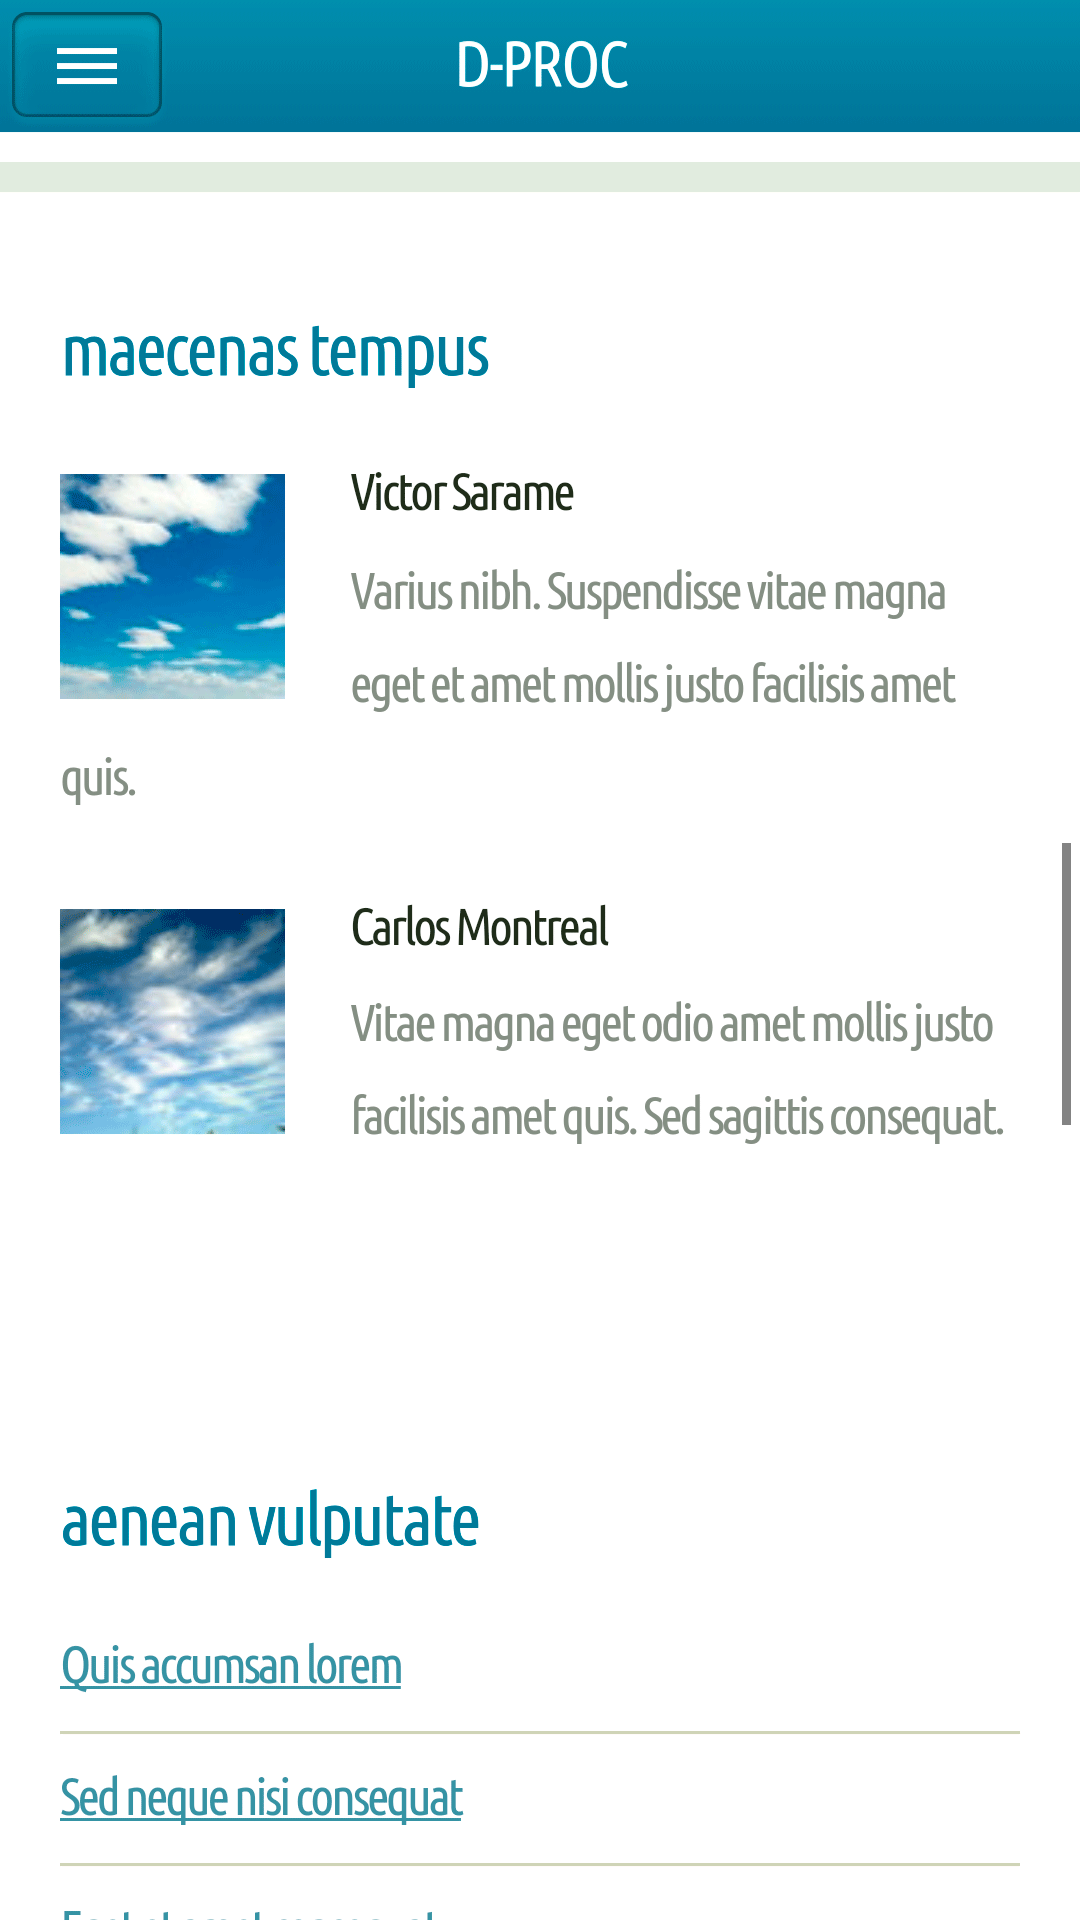 D-PROC
maecenas tempus
Victor Sarame
Varius nibh. Suspendisse vitae magna
eget et amet mollis justo facilisis amet
quis.
Carlos Montreal
Vitae magna eget odio amet mollis justo
facilisis amet quis. Sed sagittis consequat.
aenean vulputate
Quis accumsan lorem
Sed neque nisi consequat